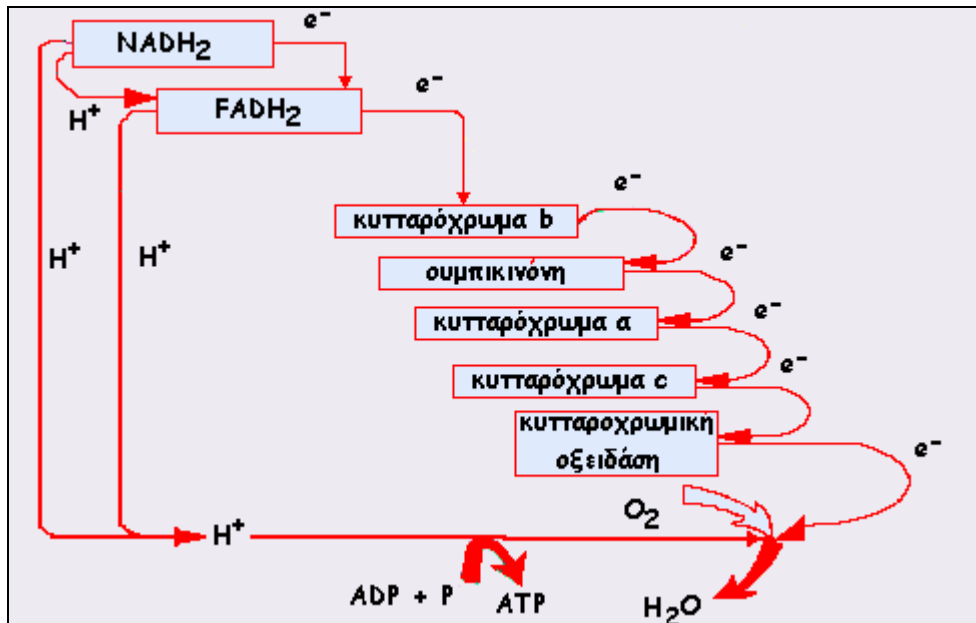 e⁻
NADH₂
e⁻
H⁺
FADH₂
e⁻
κυτταρόχρωμα b
H⁺
H⁺
e⁻
ουμπικινόνη
e⁻
κυτταρόχρωμα a
e⁻
κυτταρόχρωμα c
κυτταροχρωμική
οξειδάση
e⁻
O₂
H⁺
ADP + P
ATP
H₂O